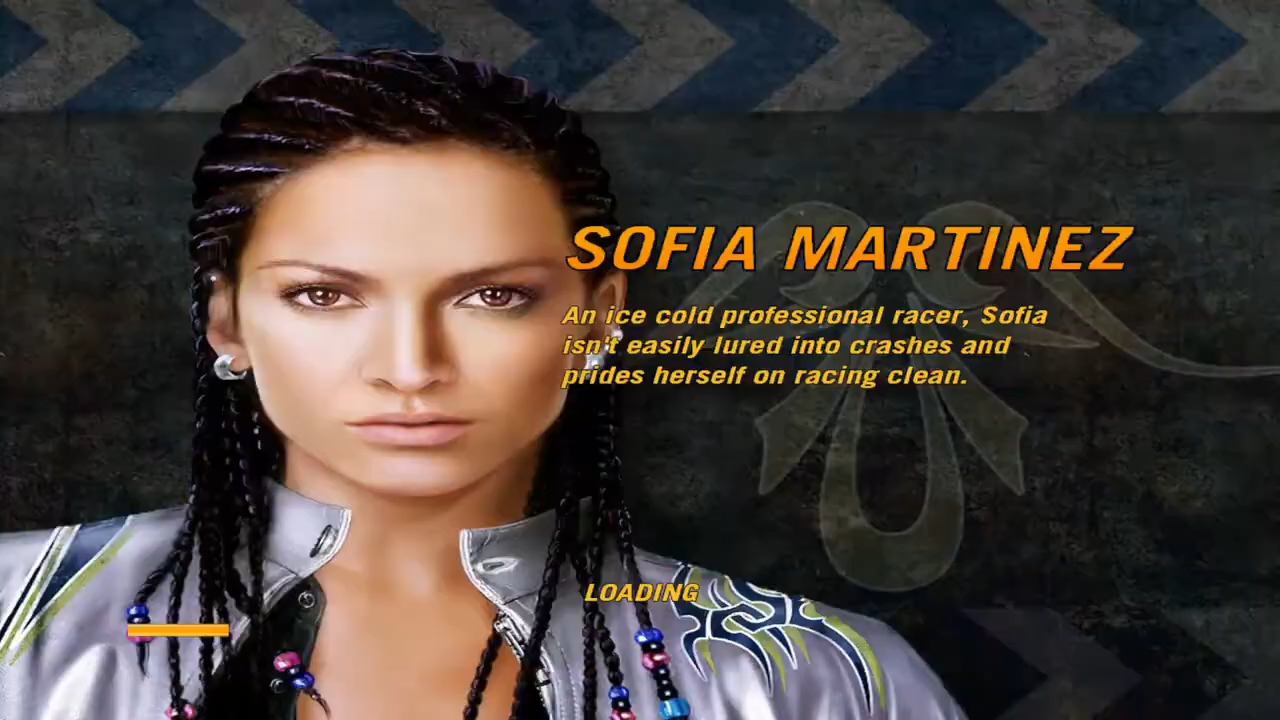 SOFIA MARTINEZ
An ice cold professional racer, Sofia
isn't easily lured into crashes and
prides herself on racing clean.
LOADING